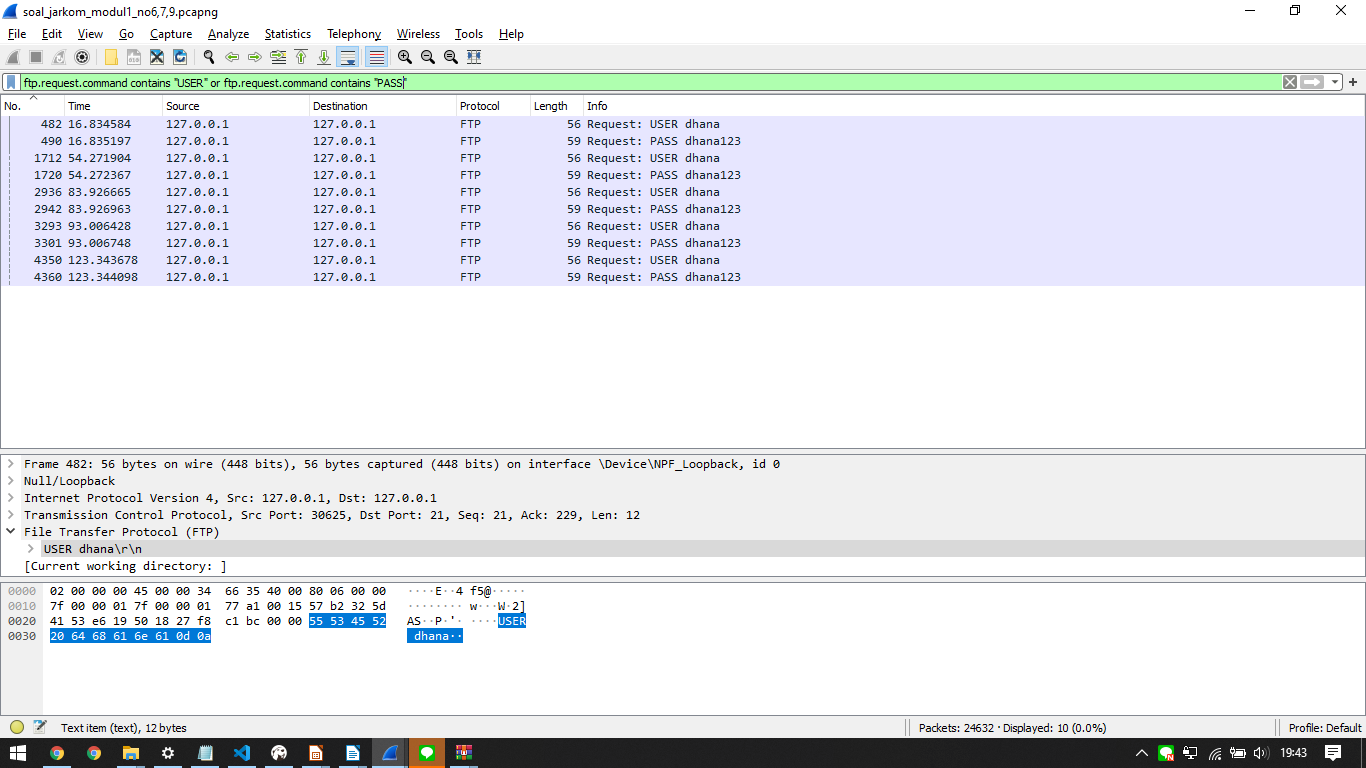 soal_jarkom_modul1_no6,7,9.pcapng
File Edit View Go Capture Analyze Statistics Telephony Wireless Tools Help
ftp.request.command contains "USER" or ftp.request.command contains "PASS"
No. Time Source Destination Protocol Length Info
482 16.834584 127.0.0.1 127.0.0.1 FTP 56 Request: USER dhana
490 16.835197 127.0.0.1 127.0.0.1 FTP 59 Request: PASS dhana123
1712 54.271904 127.0.0.1 127.0.0.1 FTP 56 Request: USER dhana
1720 54.272367 127.0.0.1 127.0.0.1 FTP 59 Request: PASS dhana123
2936 83.926665 127.0.0.1 127.0.0.1 FTP 56 Request: USER dhana
2942 83.926963 127.0.0.1 127.0.0.1 FTP 59 Request: PASS dhana123
3293 93.006428 127.0.0.1 127.0.0.1 FTP 56 Request: USER dhana
3301 93.006748 127.0.0.1 127.0.0.1 FTP 59 Request: PASS dhana123
4350 123.343678 127.0.0.1 127.0.0.1 FTP 56 Request: USER dhana
4360 123.344098 127.0.0.1 127.0.0.1 FTP 59 Request: PASS dhana123
Frame 482: 56 bytes on wire (448 bits), 56 bytes captured (448 bits) on interface \Device\NPF_Loopback, id 0
Null/Loopback
Internet Protocol Version 4, Src: 127.0.0.1, Dst: 127.0.0.1
Transmission Control Protocol, Src Port: 30625, Dst Port: 21, Seq: 21, Ack: 229, Len: 12
File Transfer Protocol (FTP)
USER dhana\r\n
[Current working directory: ]
0000 02 00 00 00 45 00 00 34 66 35 40 00 80 06 00 00 ····E··4 f5@·····
0010 7f 00 00 01 7f 00 00 01 77 a1 00 15 57 b2 32 5d ········ w···W·2]
0020 41 53 e6 19 50 18 27 f8 c1 bc 00 00 55 53 45 52 AS··P·'· ····USER
0030 20 64 68 61 6e 61 0d 0a dhana··
Text item (text), 12 bytes
Packets: 24632 · Displayed: 10 (0.0%)
Profile: Default
19:43